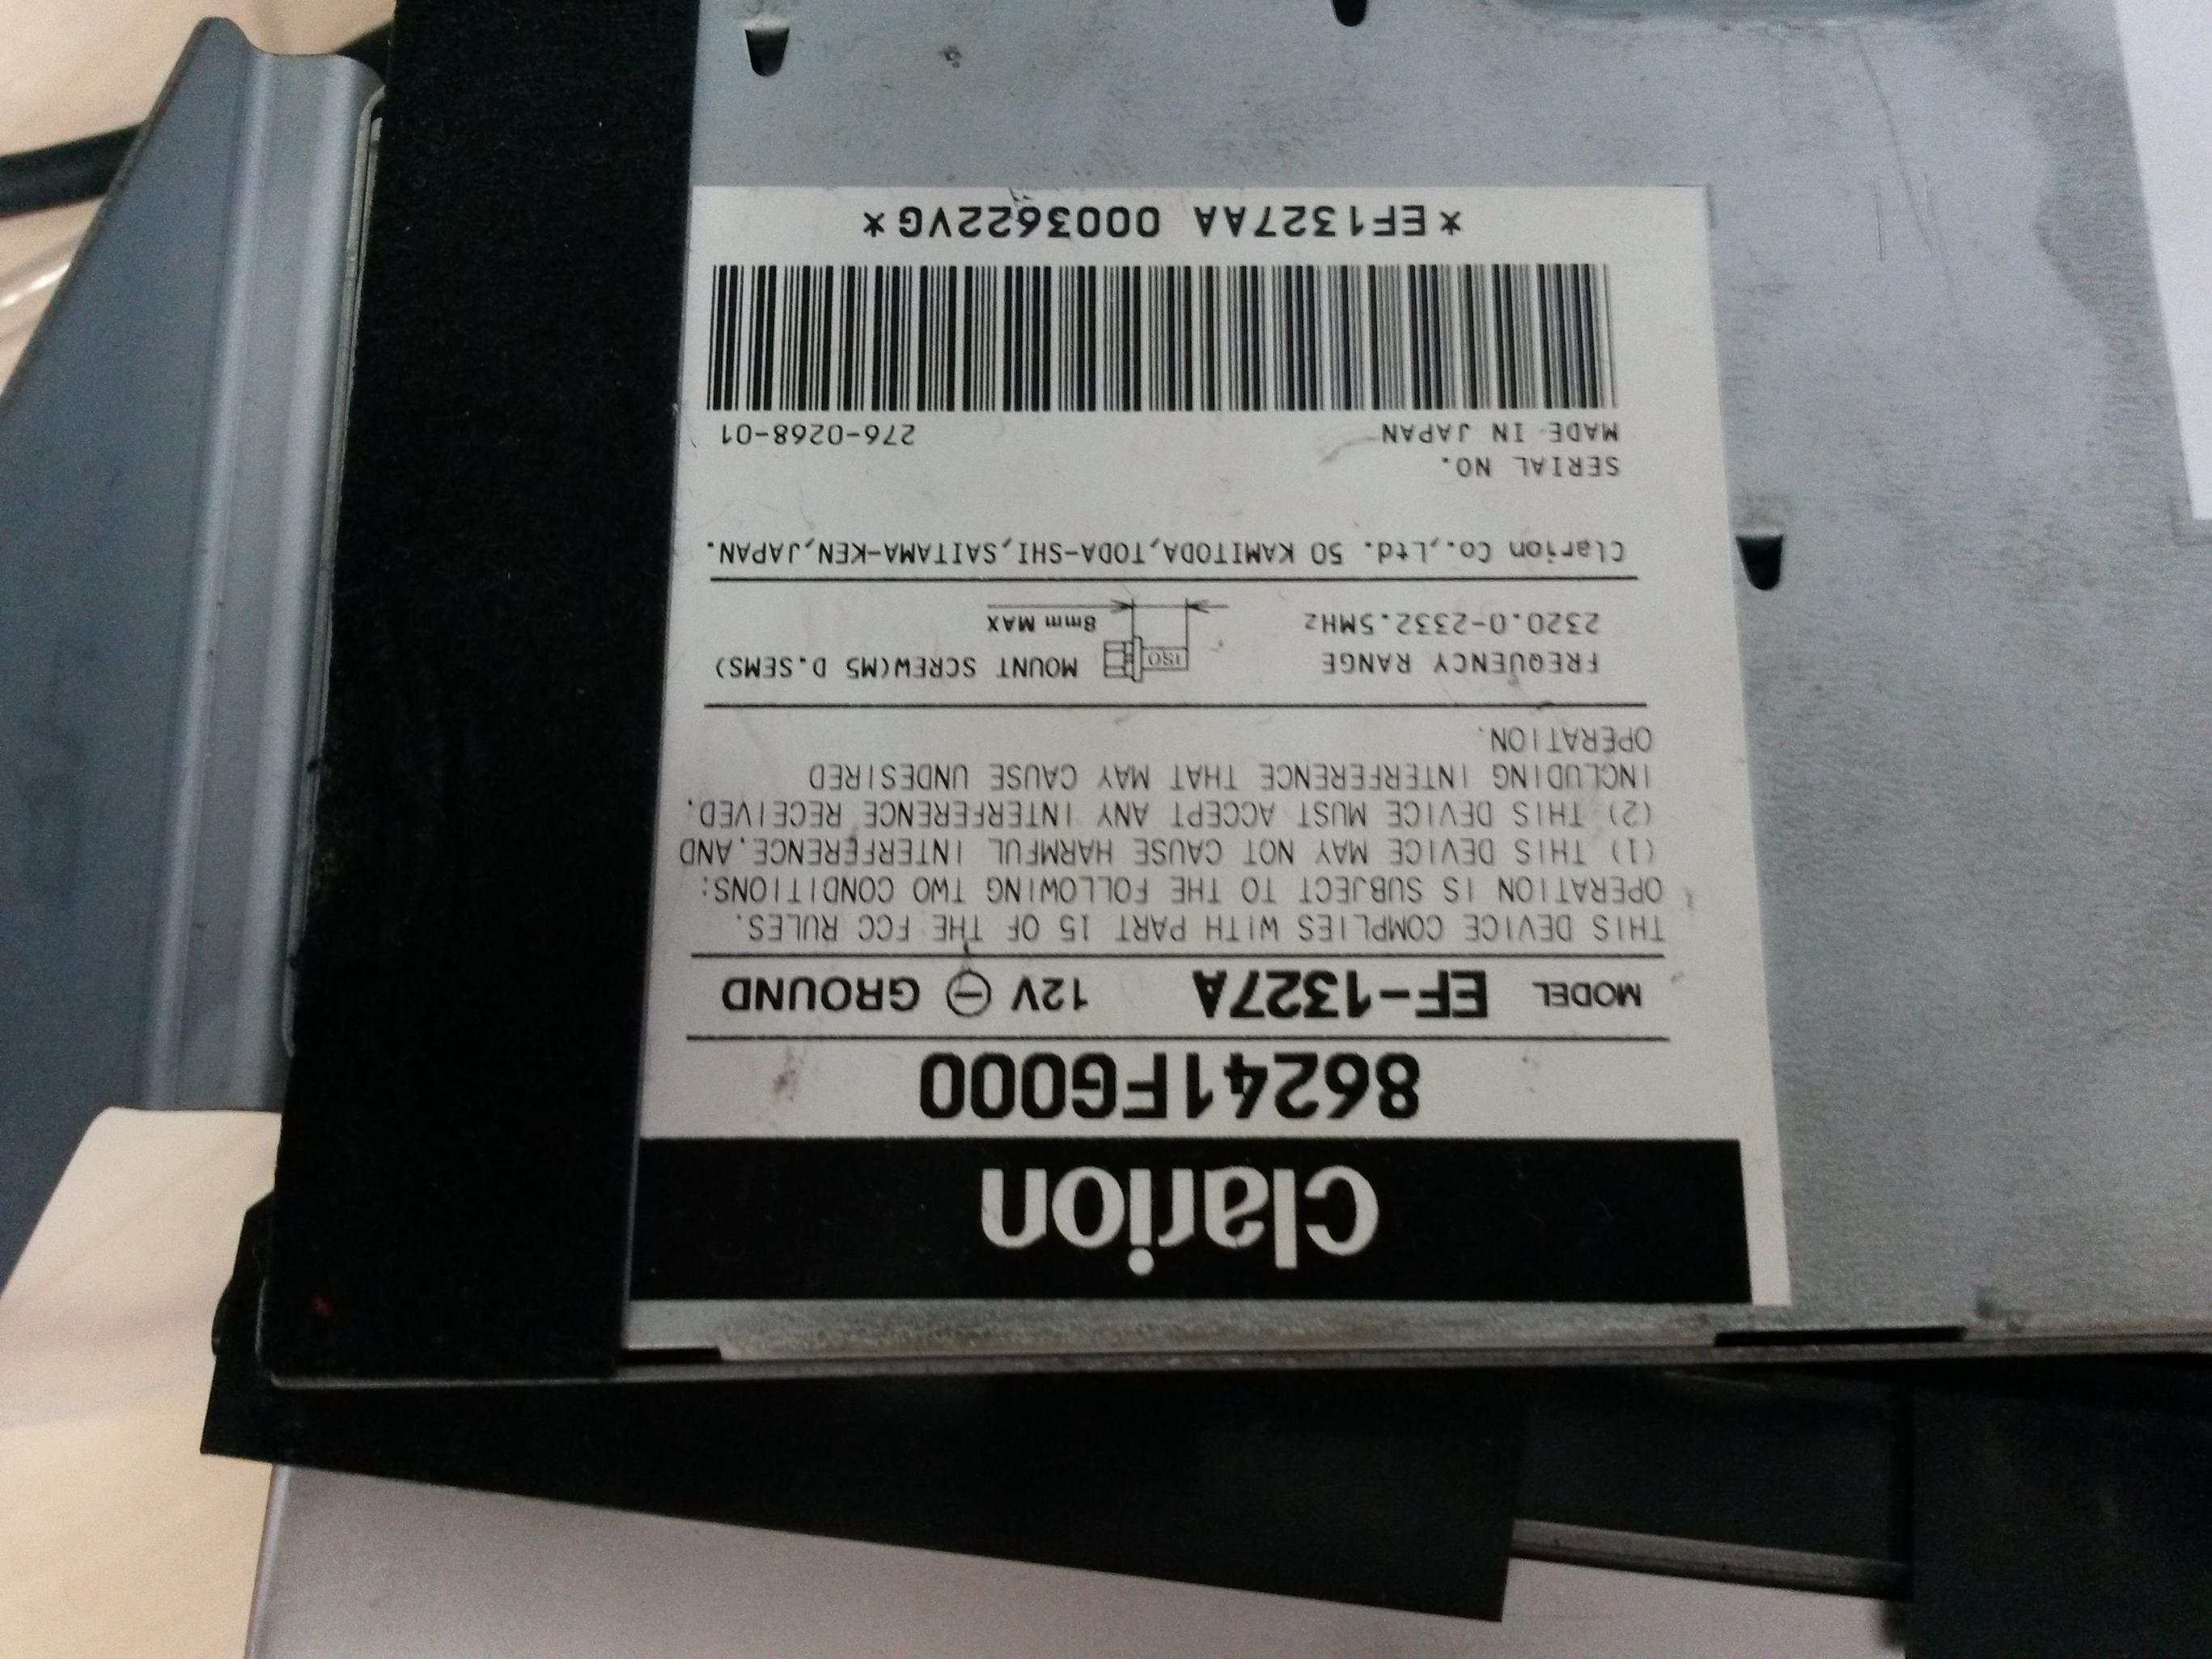 clarion
86241FG000
MODEL EF-1327A 12V ⊖ GROUND
THIS DEVICE COMPLIES WITH PART 15 OF THE FCC RULES.
OPERATION IS SUBJECT TO THE FOLLOWING TWO CONDITIONS:
(1) THIS DEVICE MAY NOT CAUSE HARMFUL INTERFERENCE,AND
(2) THIS DEVICE MUST ACCEPT ANY INTERFERENCE RECEIVED,
INCLUDING INTERFERENCE THAT MAY CAUSE UNDESIRED
OPERATION.
FREQUENCY RANGE ISO MOUNT SCREW(M5 D.SEMS)
2320.0-2332.5MHz 8mm MAX
Clarion Co.,Ltd. 50 KAMITODA,TODA-SHI,SAITAMA-KEN,JAPAN.
SERIAL NO.
MADE IN JAPAN 276-0268-01
*EF1327AA 0003622VG*